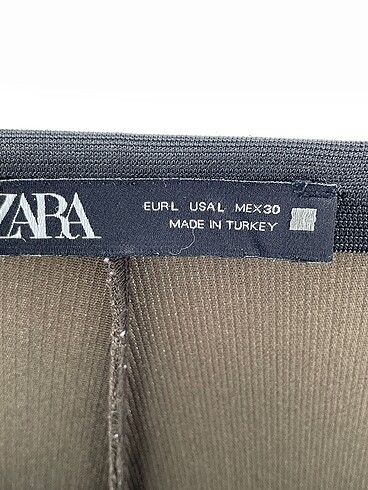 ZARA
EUR L USA L MEX 30
MADE IN TURKEY